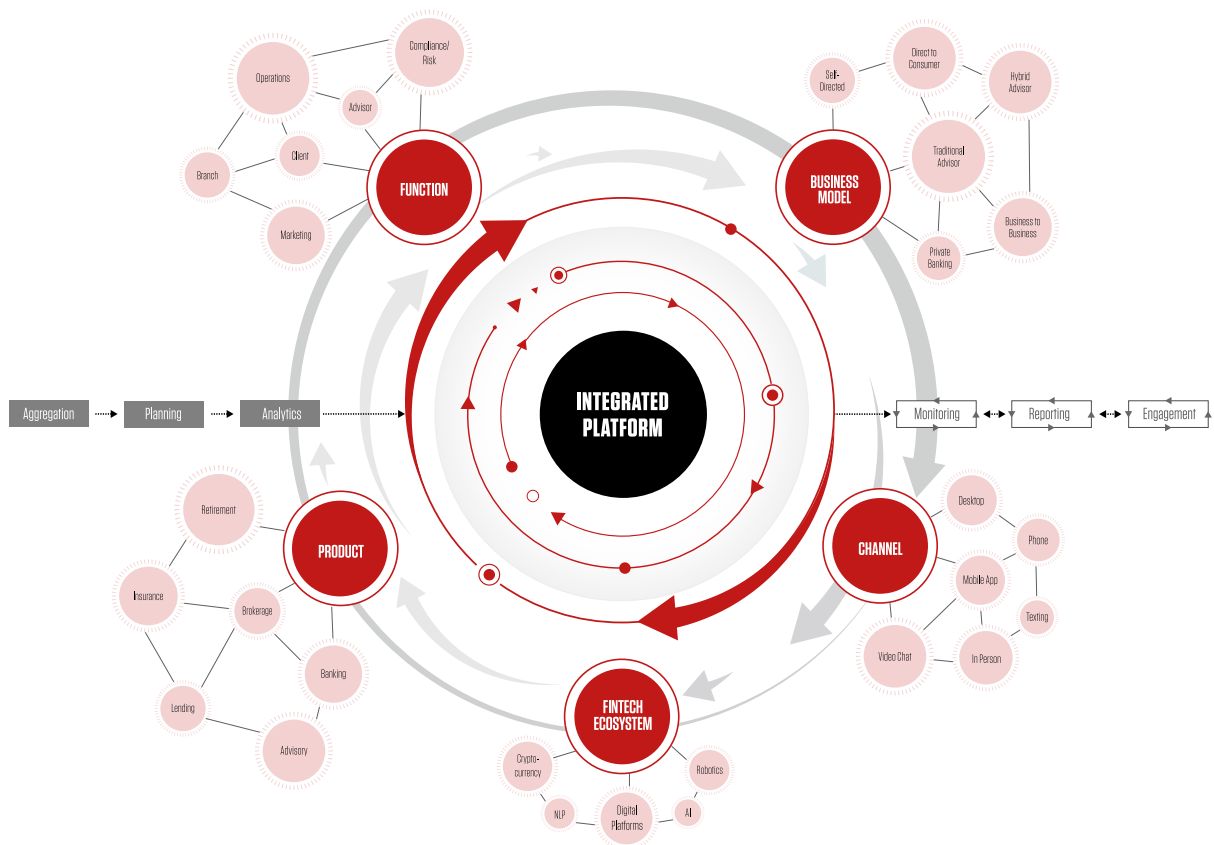 Compliance/
Risk
Operations
Advisor
Client
Branch
Marketing
FUNCTION
Direct to
Consumer
Self-
Directed
Hybrid
Advisor
Traditional
Advisor
Business to
Business
Private
Banking
BUSINESS
MODEL
INTEGRATED
PLATFORM
Aggregation
Planning
Analytics
Monitoring
Reporting
Engagement
Retirement
PRODUCT
Insurance
Brokerage
Banking
Lending
Advisory
CHANNEL
Desktop
Phone
Mobile App
Texting
Video Chat
In Person
FINTECH
ECOSYSTEM
Crypto-
currency
Robotics
NLP
Digital
Platforms
AI